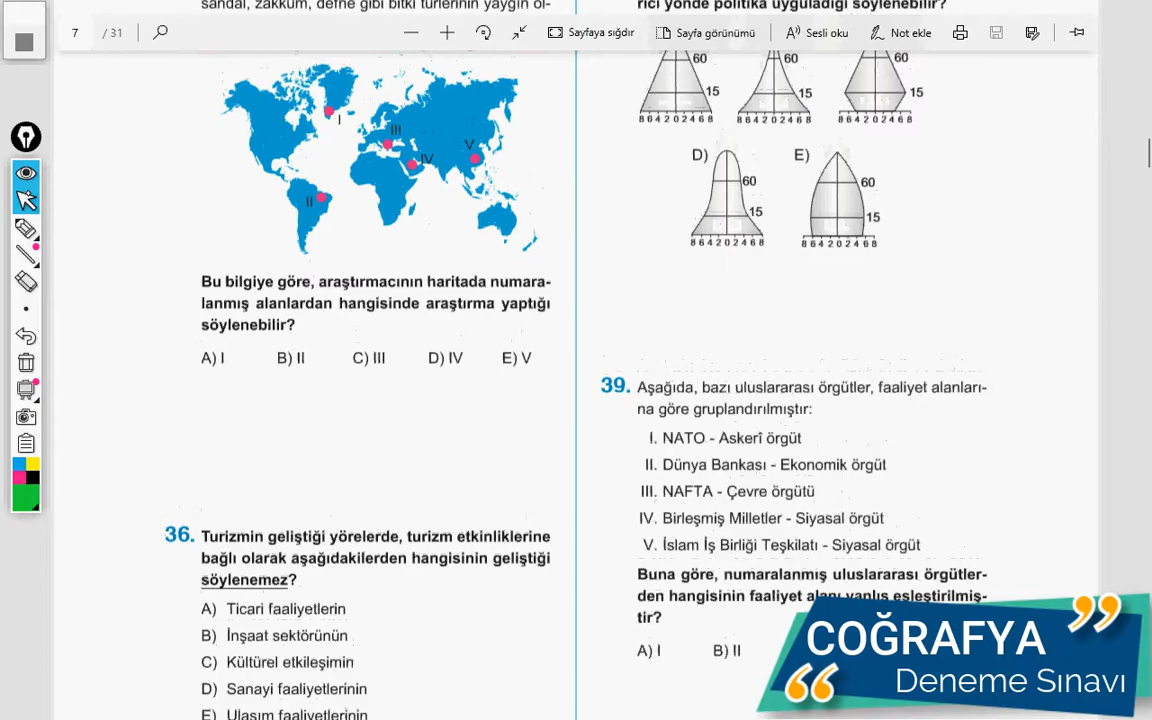 sandal, zakkum, defne gibi bitki türlerinin yaygın ol-
7 / 31
Sayfaya sığdır
Sayfa görünümü
Sesli oku
Not ekle
I
II
III
IV
V
Bu bilgiye göre, araştırmacının haritada numara-
lanmış alanlardan hangisinde araştırma yaptığı
söylenebilir?
A) I B) II C) III D) IV E) V
36. Turizmin geliştiği yörelerde, turizm etkinliklerine
bağlı olarak aşağıdakilerden hangisinin geliştiği
söylenemez?
A) Ticari faaliyetlerin
B) İnşaat sektörünün
C) Kültürel etkileşimin
D) Sanayi faaliyetlerinin
E) Ulaşım faaliyetlerinin
rici yönde politika uyguladığı söylenebilir?
60 60 60
15 15 15
8 6 4 2 0 2 4 6 8 8 6 4 2 0 2 4 6 8 8 6 4 2 0 2 4 6 8
D) E)
60 60
15 15
8 6 4 2 0 2 4 6 8 8 6 4 2 0 2 4 6 8
39. Aşağıda, bazı uluslararası örgütler, faaliyet alanları-
na göre gruplandırılmıştır:
I. NATO - Askerî örgüt
II. Dünya Bankası - Ekonomik örgüt
III. NAFTA - Çevre örgütü
IV. Birleşmiş Milletler - Siyasal örgüt
V. İslam İş Birliği Teşkilatı - Siyasal örgüt
Buna göre, numaralanmış uluslararası örgütler-
den hangisinin faaliyet alanı yanlış eşleştirilmiş-
tir?
A) I B) II
COĞRAFYA
Deneme Sınavı